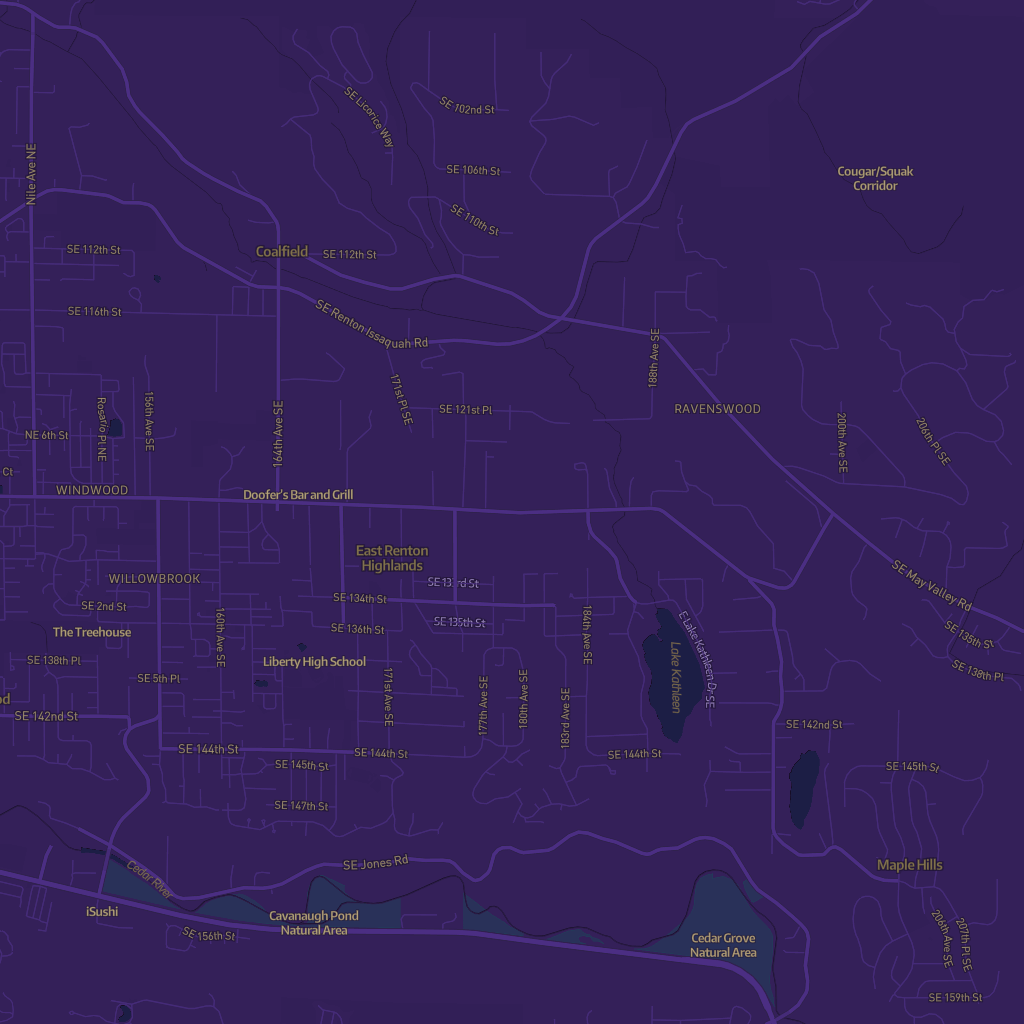 SE Licorice Way
SE 102nd St
Nile Ave NE
SE 106th St
Cougar/Squak
Corridor
SE 110th St
SE 112th St
Coalfield
SE 112th St
SE 116th St
SE Renton Issaquah Rd
188th Ave SE
171st Pl SE
SE 121st Pl
RAVENSWOOD
Rosario Pl NE
156th Ave SE
164th Ave SE
200th Ave SE
206th Pl SE
NE 6th St
Ct
WINDWOOD
Doofer's Bar and Grill
East Renton
Highlands
WILLOWBROOK
SE 133rd St
SE May Valley Rd
SE 2nd St
SE 134th St
160th Ave SE
184th Ave SE
E Lake Kathleen Dr SE
The Treehouse
SE 136th St
SE 135th St
SE 135th St
SE 138th Pl
Liberty High School
Lake Kathleen
SE 138th Pl
SE 5th Pl
171st Ave SE
177th Ave SE
180th Ave SE
183rd Ave SE
od
SE 142nd St
SE 142nd St
SE 144th St
SE 144th St
SE 144th St
SE 145th St
SE 145th St
SE 147th St
Cedar River
SE Jones Rd
Maple Hills
iSushi
Cavanaugh Pond
Natural Area
SE 156th St
Cedar Grove
Natural Area
206th Ave SE
207th Pl SE
SE 159th St